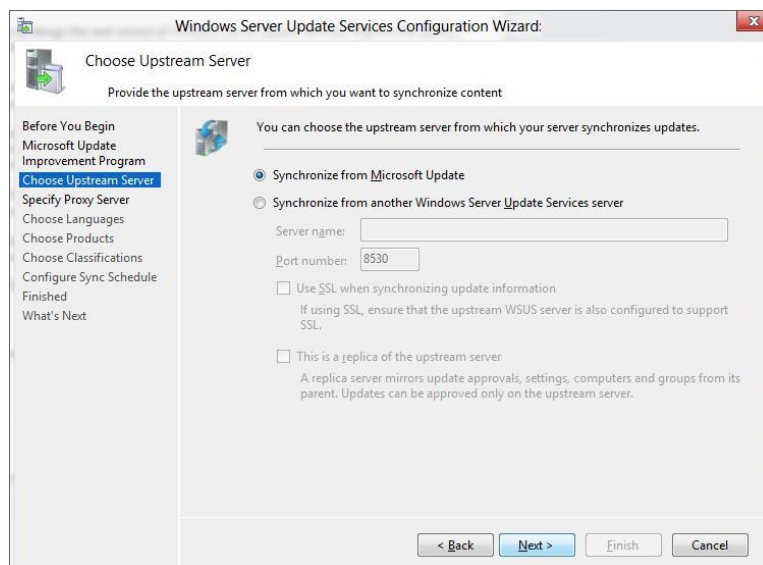 Windows Server Update Services Configuration Wizard:
x
Choose Upstream Server
Provide the upstream server from which you want to synchronize content
Before You Begin
Microsoft Update
Improvement Program
Choose Upstream Server
Specify Proxy Server
Choose Languages
Choose Products
Choose Classifications
Configure Sync Schedule
Finished
What's Next
You can choose the upstream server from which your server synchronizes updates.
Synchronize from Microsoft Update
Synchronize from another Windows Server Update Services server
Server name:
Port number: 8530
Use SSL when synchronizing update information
If using SSL, ensure that the upstream WSUS server is also configured to support
SSL.
This is a replica of the upstream server
A replica server mirrors update approvals, settings, computers and groups from its
parent. Updates can be approved only on the upstream server.
< Back Next > Finish Cancel